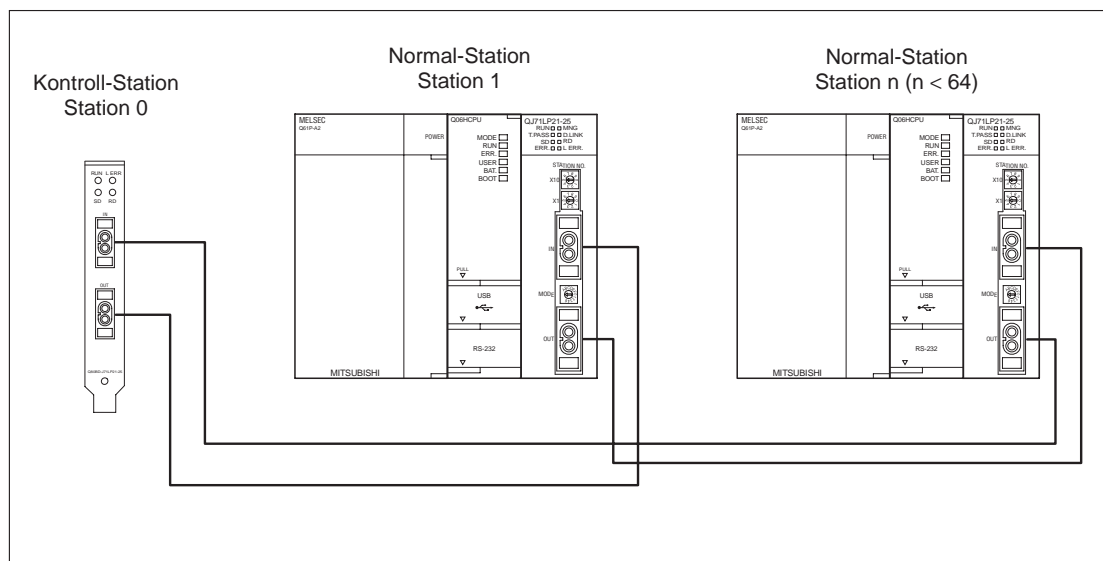 Kontroll-Station
Station 0
RUN L ERR
SD RD
IN
OUT
Q80BD-J71LP21-25
Normal-Station
Station 1
MELSEC
Q61P-A2
POWER
Q06HCPU
MODE
RUN
ERR.
USER
BAT.
BOOT
PULL
USB
RS-232
MITSUBISHI
QJ71LP21-25
RUN MNG
T.PASS D.LINK
SD RD
ERR. L ERR.
STATION NO.
X10
X1
IN
MODE
OUT
Normal-Station
Station n (n < 64)
MELSEC
Q61P-A2
POWER
Q06HCPU
MODE
RUN
ERR.
USER
BAT.
BOOT
PULL
USB
RS-232
MITSUBISHI
QJ71LP21-25
RUN MNG
T.PASS D.LINK
SD RD
ERR. L ERR.
STATION NO.
X10
X1
IN
MODE
OUT